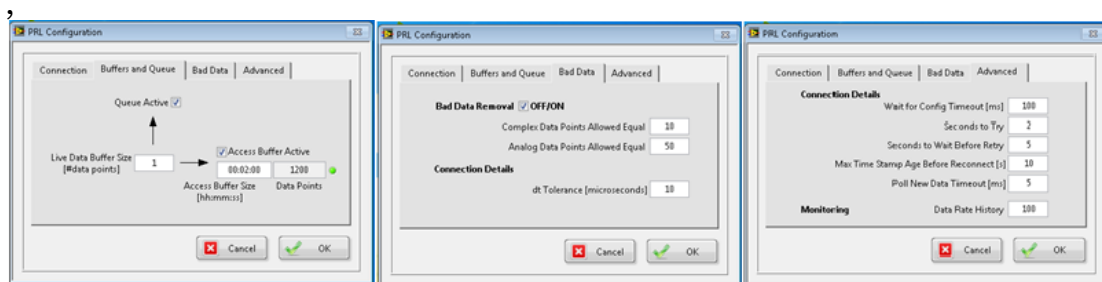 ,
PRL Configuration
Connection Buffers and Queue Bad Data Advanced
Queue Active
Live Data Buffer Size
[#data points]
1
Access Buffer Active
00:02:00 1200
Access Buffer Size
[hh:mm:ss]
Data Points
Cancel OK
PRL Configuration
Connection Buffers and Queue Bad Data Advanced
Bad Data Removal OFF/ON
Complex Data Points Allowed Equal 10
Analog Data Points Allowed Equal 50
Connection Details
dt Tolerance [microseconds] 10
Cancel OK
PRL Configuration
Connection Buffers and Queue Bad Datta Advanced
Connection Details
Wait for Config Timeout [ms] 100
Seconds to Try 2
Seconds to Wait Before Retry 5
Max Time Stamp Age Before Reconnect [s] 10
Poll New Data Timeout [ms] 5
Monitoring Data Rate History 100
Cancel OK